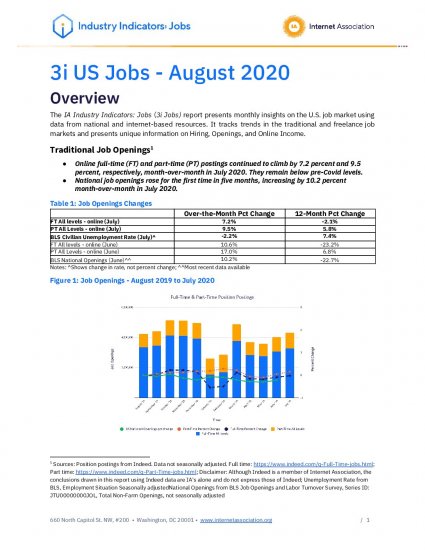 Industry Indicators: Jobs
IA Internet Association
3i US Jobs - August 2020
Overview
The IA Industry Indicators: Jobs (3i Jobs) report presents monthly insights on the U.S. job market using
data from national and internet-based resources. It tracks trends in the traditional and freelance job
markets and presents unique information on Hiring, Openings, and Online Income.
Traditional Job Openings¹
● Online full-time (FT) and part-time (PT) postings continued to climb by 7.2 percent and 9.5
percent, respectively, month-over-month in July 2020. They remain below pre-Covid levels.
● National job openings rose for the first time in five months, increasing by 10.2 percent
month-over-month in July 2020.
Table 1: Job Openings Changes
Over-the-Month Pct Change 12-Month Pct Change
FT All levels - online (July) 7.2% -2.1%
PT All Levels - online (July) 9.5% 5.8%
BLS Civilian Unemployment Rate (July)^ -2.2% 7.4%
FT All levels - online (June) 10.6% -23.2%
PT All Levels - online (June) 17.0% 6.8%
BLS National Openings (June)^^ 10.2% -22.7%
Notes: ^Shows change in rate, not percent change; ^^Most recent data available
Figure 1: Job Openings - August 2019 to July 2020
Full-Time & Part-Time Position Postings
Percent Change
Time
¹ Sources: Position postings from Indeed. Data not seasonally adjusted. Full time: https://www.indeed.com/q-Full-Time-jobs.html;
Part time: https://www.indeed.com/q-Part-Time-jobs.html; Disclaimer: Although Indeed is a member of Internet Association, the
conclusions drawn in this report using Indeed data are IA's alone and do not express those of Indeed; Unemployment Rate from
BLS, Employment Situation Seasonally adjustedNational Openings from BLS Job Openings and Labor Turnover Survey, Series ID:
JTU000000000JOL, Total Non-Farm Openings, not seasonally adjusted
660 North Capitol St. NW, #200 • Washington, DC 20001 • www.internetassociation.org / 1